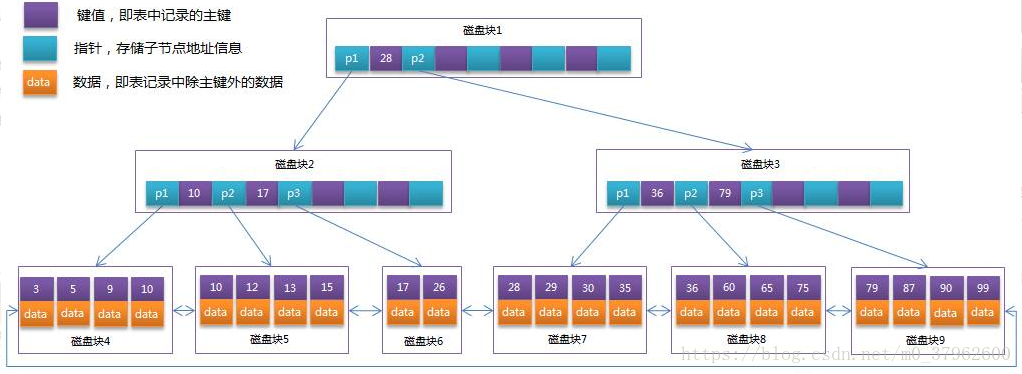 键值，即表中记录的主键
指针，存储子节点地址信息
data 数据，即表记录中除主键外的数据
磁盘块1
p1 28 p2
磁盘块2
p1 10 p2 17 p3
磁盘块3
p1 36 p2 79 p3
3 5 9 10
data data data data
磁盘块4
10 12 13 15
data data data data
磁盘块5
17 26
data data
磁盘块6
28 29 30 35
data data data data
磁盘块7
36 60 65 75
data data data data
磁盘块8
79 87 90 99
data data data data
磁盘块9
https://blog.csdn.net/m0_37962600